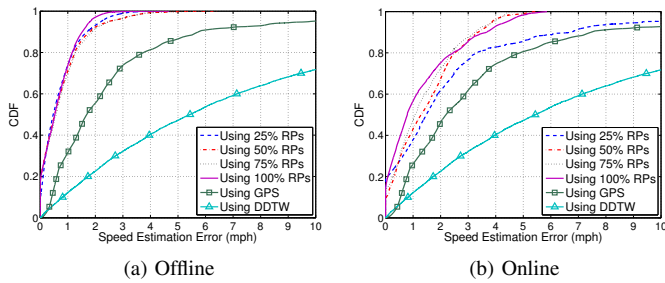 1
0.8
0.6
0.4
0.2
0
CDF
0 1 2 3 4 5 6 7 8 9 10
Speed Estimation Error (mph)
Using 25% RPs
Using 50% RPs
Using 75% RPs
Using 100% RPs
Using GPS
Using DDTW
(a) Offline
1
0.8
0.6
0.4
0.2
0
CDF
0 1 2 3 4 5 6 7 8 9 10
Speed Estimation Error (mph)
Using 25% RPs
Using 50% RPs
Using 75% RPs
Using 100% RPs
Using GPS
Using DDTW
(b) Online